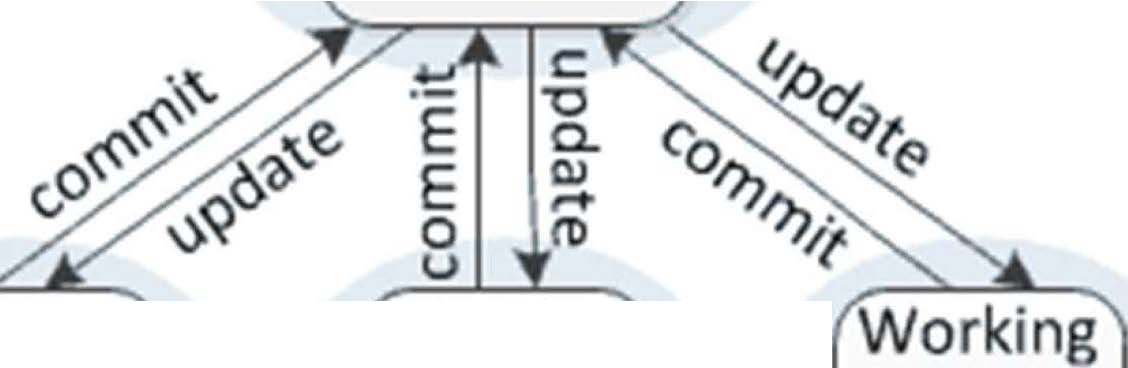 commit
update
commit
update
commit
update
Working